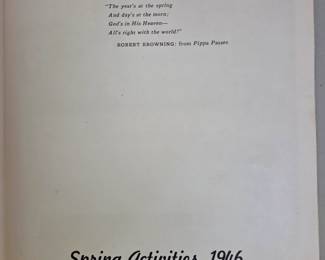 "The year's at the spring
And day's at the morn;
God's in His Heaven—
All's right with the world!"
ROBERT BROWNING: from Pippa Passes
Spring Activities, 1946